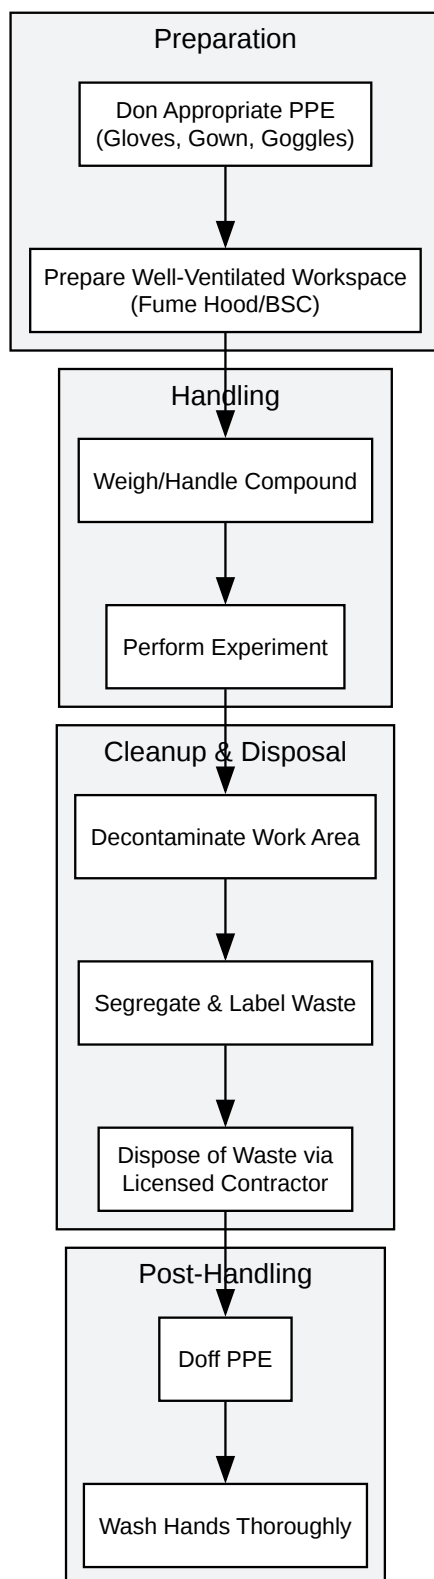 Preparation
Don Appropriate PPE
(Gloves, Gown, Goggles)
Prepare Well-Ventilated Workspace
(Fume Hood/BSC)
Handling
Weigh/Handle Compound
Perform Experiment
Cleanup & Disposal
Decontaminate Work Area
Segregate & Label Waste
Dispose of Waste via
Licensed Contractor
Post-Handling
Doff PPE
Wash Hands Thoroughly